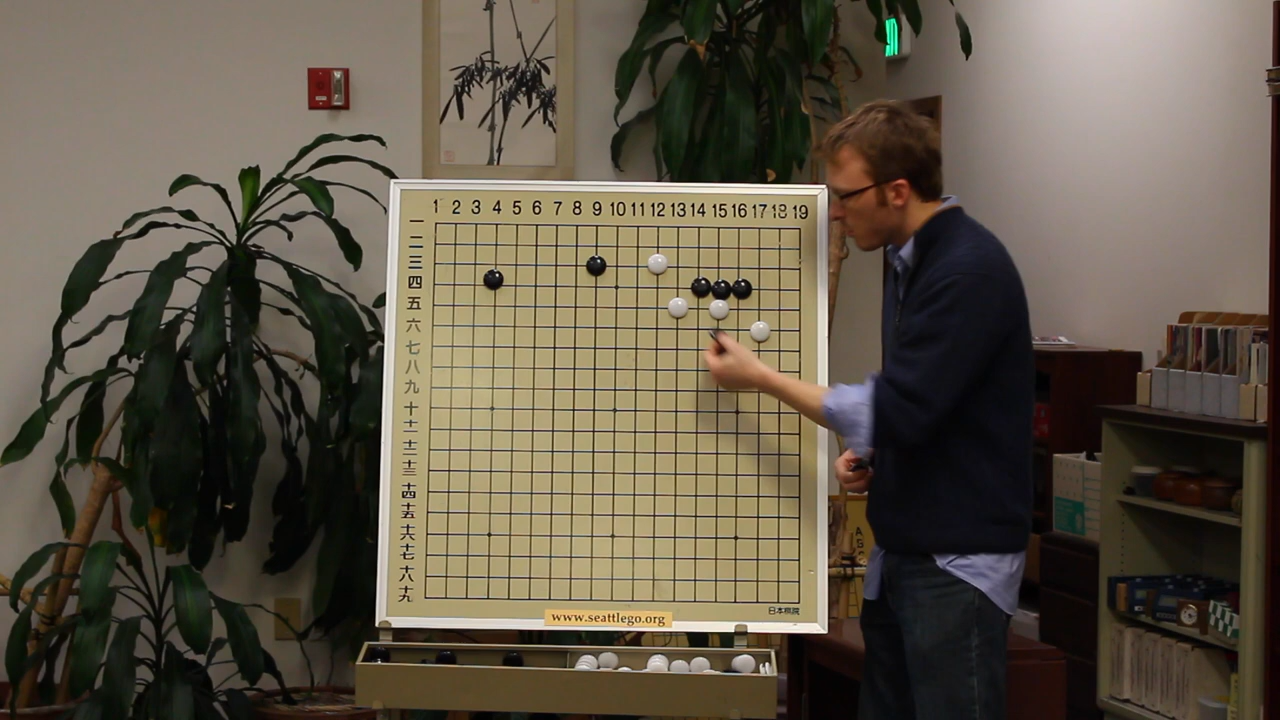 1 2 3 4 5 6 7 8 9 10 11 12 13 14 15 16 17 18 19
一
二
三
四
五
六
七
八
九
十
十一
十二
十三
十四
十五
十六
十七
十八
十九
日本棋院
www.seattlego.org